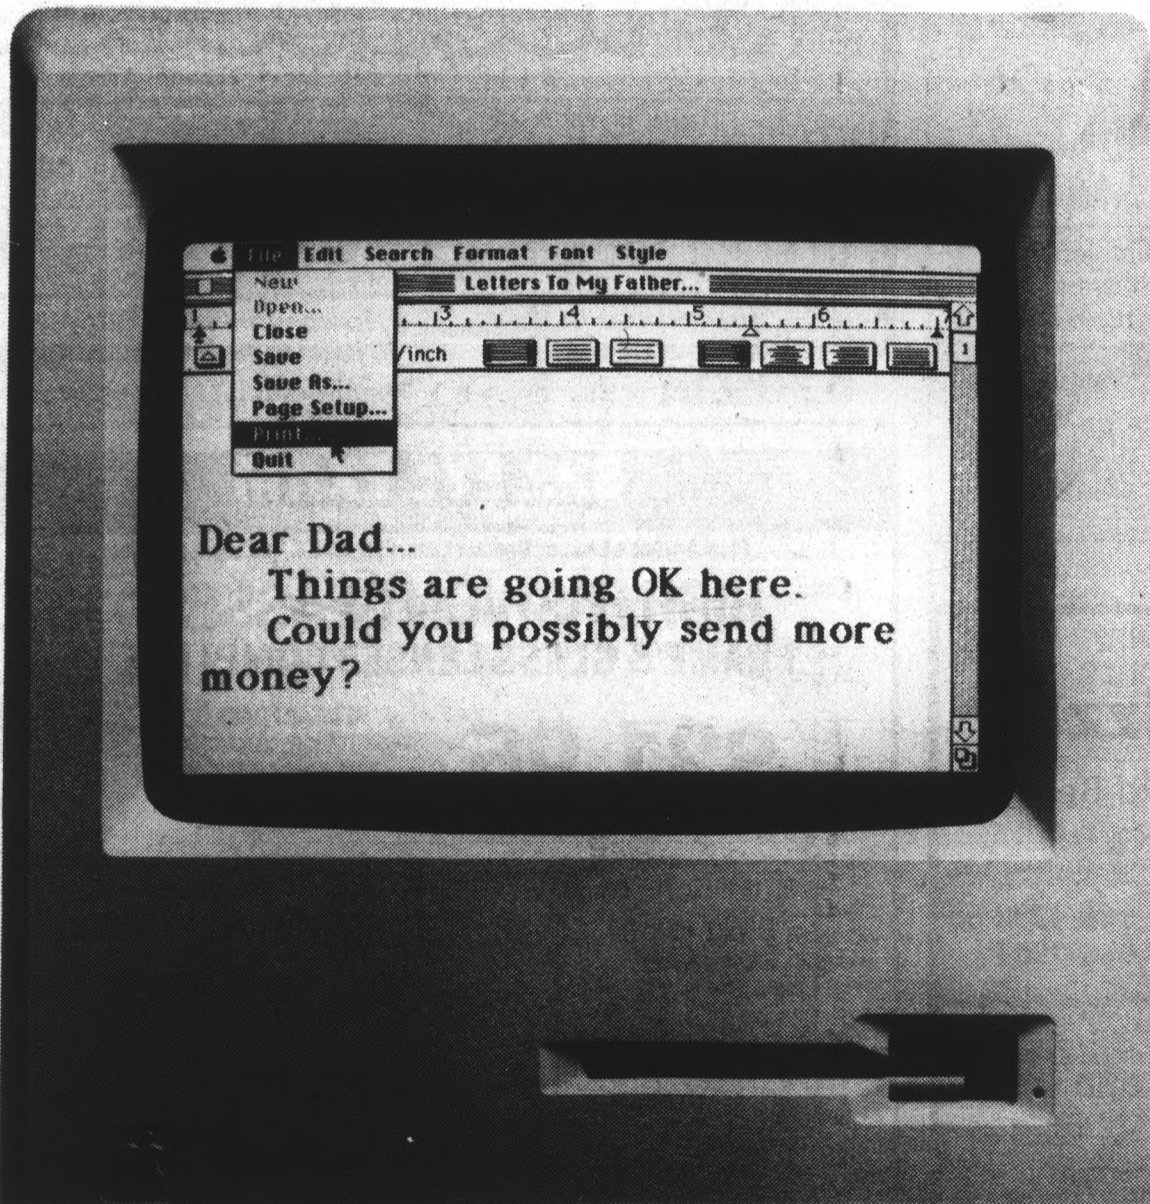 File Edit Search Format Font Style
Letters To My Father...
New
Open...
Close
Save
Save As...
Page Setup...
Print...
Quit
3 4 5 6 7
/inch
1
Dear Dad...
Things are going OK here.
Could you possibly send more
money?